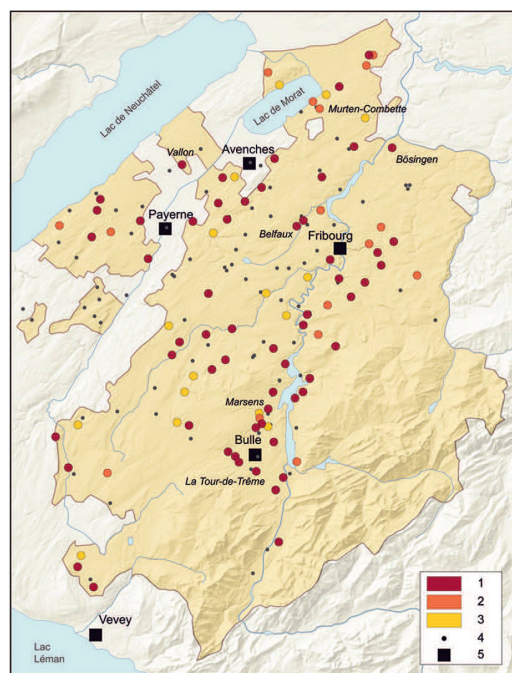 Lac de Neuchâtel
Lac de Morat
Murten-Combette
Vallon
Avenches
Bösingen
Payerne
Belfaux
Fribourg
Marsens
Bulle
La Tour-de-Trême
Vevey
Lac
Léman
1
2
3
4
5